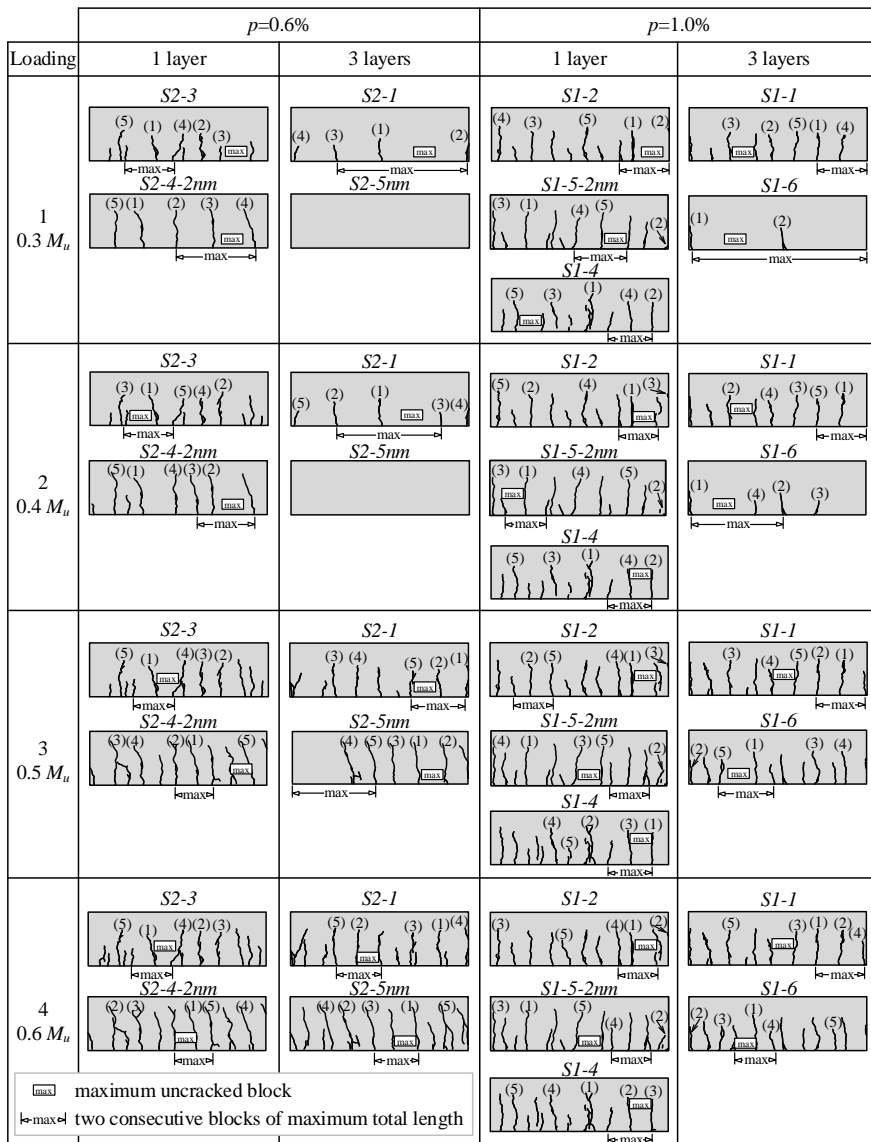 p=0.6% p=1.0%
Loading 1 layer 3 layers 1 layer 3 layers
S2-3 S2-1 S1-2 S1-1
(5) (1) (4) (2) (3) max
(4) (3) (1) max (2)
(4) (3) (5) (1) (2) max
(3) max (2) (5) (1) (4)
max max max max
S2-4-2nm S2-5nm S1-5-2nm S1-6
(5) (1) (2) (3) (4) max
(3) (1) (4) (5) max (2)
(1) max (2)
max max max
S1-4
(5) max (3) (1) (4) (2)
max
1
0.3 Mu
S2-3 S2-1 S1-2 S1-1
(3) max (1) (5) (4) (2)
(5) (2) (1) max (3) (4)
(5) (2) (4) (1) max (3)
(2) max (4) (3) (5) (1)
max max max max
S2-4-2nm S2-5nm S1-5-2nm S1-6
(5) (1) (4) (3) (2) max
(3) max (1) (4) (5) (2)
(1) max (4) (2) (3)
max max max
S1-4
(5) (3) (1) (4) max (2)
max
2
0.4 Mu
S2-3 S2-1 S1-2 S1-1
(5) (1) max (4) (3) (2)
(3) (4) (5) max (2) (1)
(2) (5) (4) (1) max (3)
(3) (4) max (5) (2) (1)
max max max max
S2-4-2nm S2-5nm S1-5-2nm S1-6
(3) (4) (2) (1) max (5)
(4) (5) (3) (1) max (2)
(4) (1) (3) max (5) (2)
(2) (5) max (1) (3) (4)
max max max max
S1-4
(4) (5) (2) (3) max (1)
max
3
0.5 Mu
S2-3 S2-1 S1-2 S1-1
(5) (1) max (4) (2) (3)
(5) (2) max (3) (1) (4)
(3) (5) (4) (1) max (2)
(5) max (3) (1) (2) (4)
max max max max
S2-4-2nm S2-5nm S1-5-2nm S1-6
(2) (3) max (1) (5) (4)
(4) (2) (3) max (1) (5)
(3) (1) (5) max (4) (2)
(2) (3) max (1) (4) (5)
max max max max
S1-4
(5) (4) (1) (2) max (3)
max
4
0.6 Mu
max maximum uncracked block
max two consecutive blocks of maximum total length